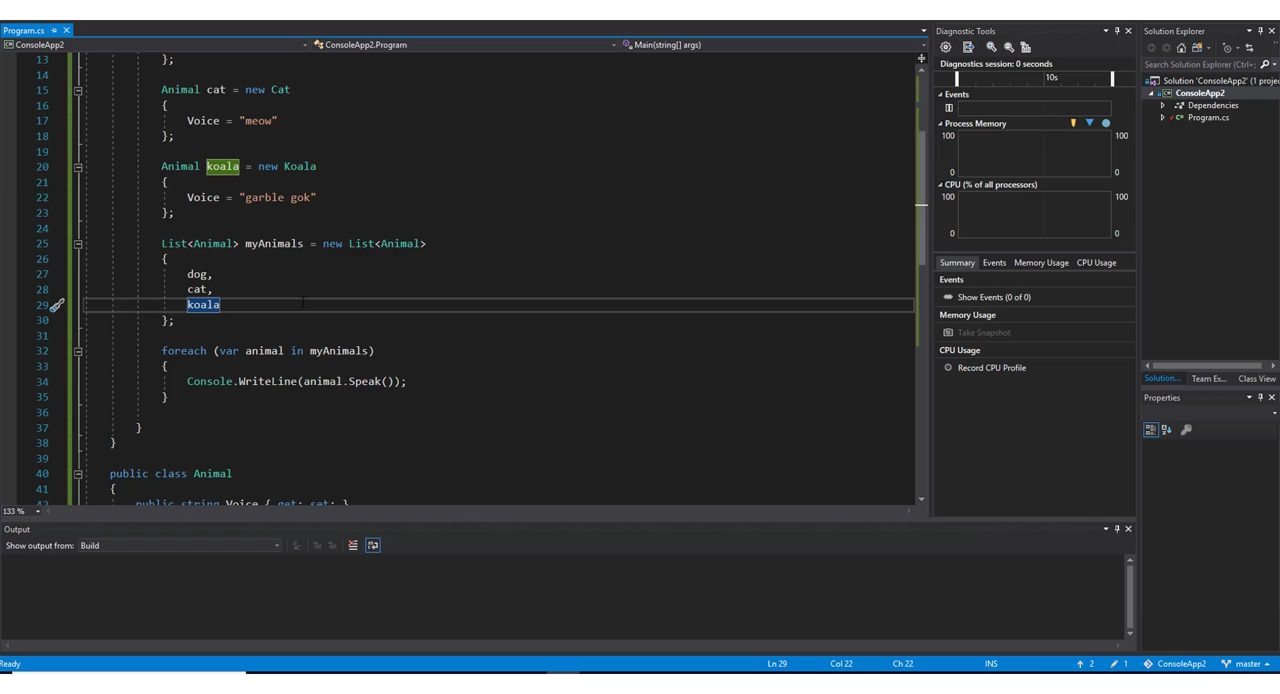 Program.cs
ConsoleApp2
ConsoleApp2.Program
Main(string[] args)
13 };
14
15 Animal cat = new Cat
16 {
17 Voice = "meow"
18 };
19
20 Animal koala = new Koala
21 {
22 Voice = "garble gok"
23 };
24
25 List<Animal> myAnimals = new List<Animal>
26 {
27 dog,
28 cat,
29 koala
30 };
31
32 foreach (var animal in myAnimals)
33 {
34 Console.WriteLine(animal.Speak());
35 }
36
37 }
38 }
39
40 public class Animal
41 {
42 public string Voice { get; set; }
133 %
Diagnostic Tools
Diagnostics session: 0 seconds
10s
Events
Process Memory
100 100
0 0
CPU (% of all processors)
100 100
0 0
Summary Events Memory Usage CPU Usage
Events
Show Events (0 of 0)
Memory Usage
Take Snapshot
CPU Usage
Record CPU Profile
Solution Explorer
Search Solution Explorer (Ctrl+;
Solution 'ConsoleApp2' (1 projec
ConsoleApp2
Dependencies
Program.cs
Solution... Team Ex... Class View
Properties
Output
Show output from: Build
Ready Ln 29 Col 22 Ch 22 INS 2 1 ConsoleApp2 master